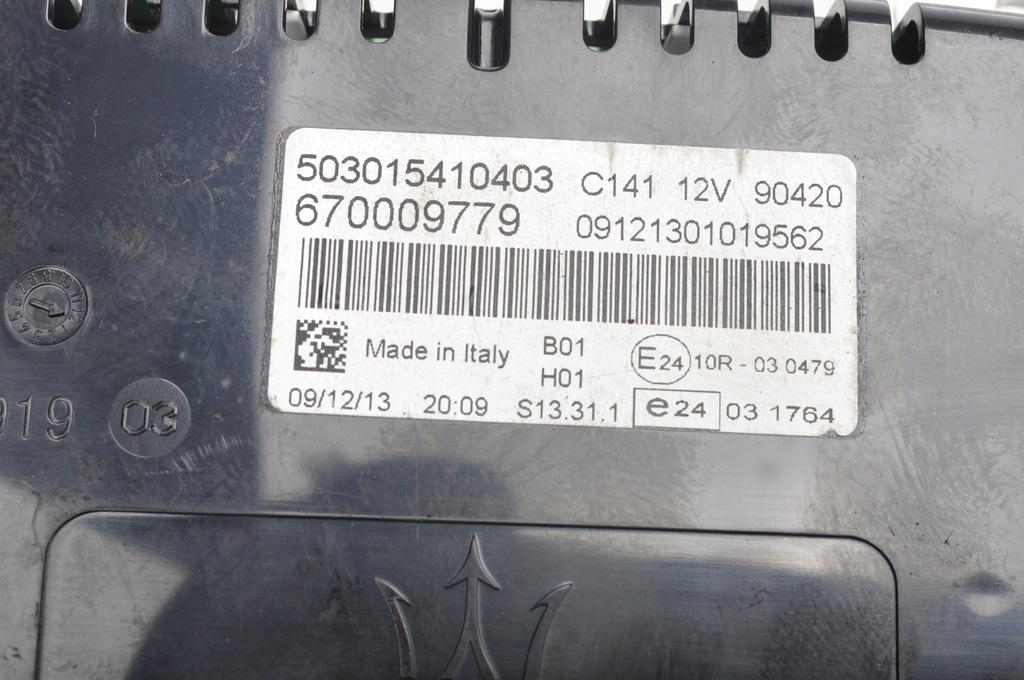 503015410403 C141 12V 90420
670009779 09121301019562
Made in Italy B01 E24 10R - 03 0479
H01
09/12/13 20:09 S13.31.1 e24 03 1764
919 03